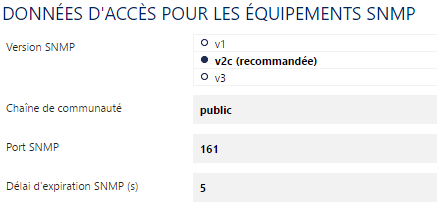 DONNÉES D'ACCÈS POUR LES ÉQUIPEMENTS SNMP
Version SNMP
v1
v2c (recommandée)
v3
Chaîne de communauté
public
Port SNMP
161
Délai d'expiration SNMP (s)
5